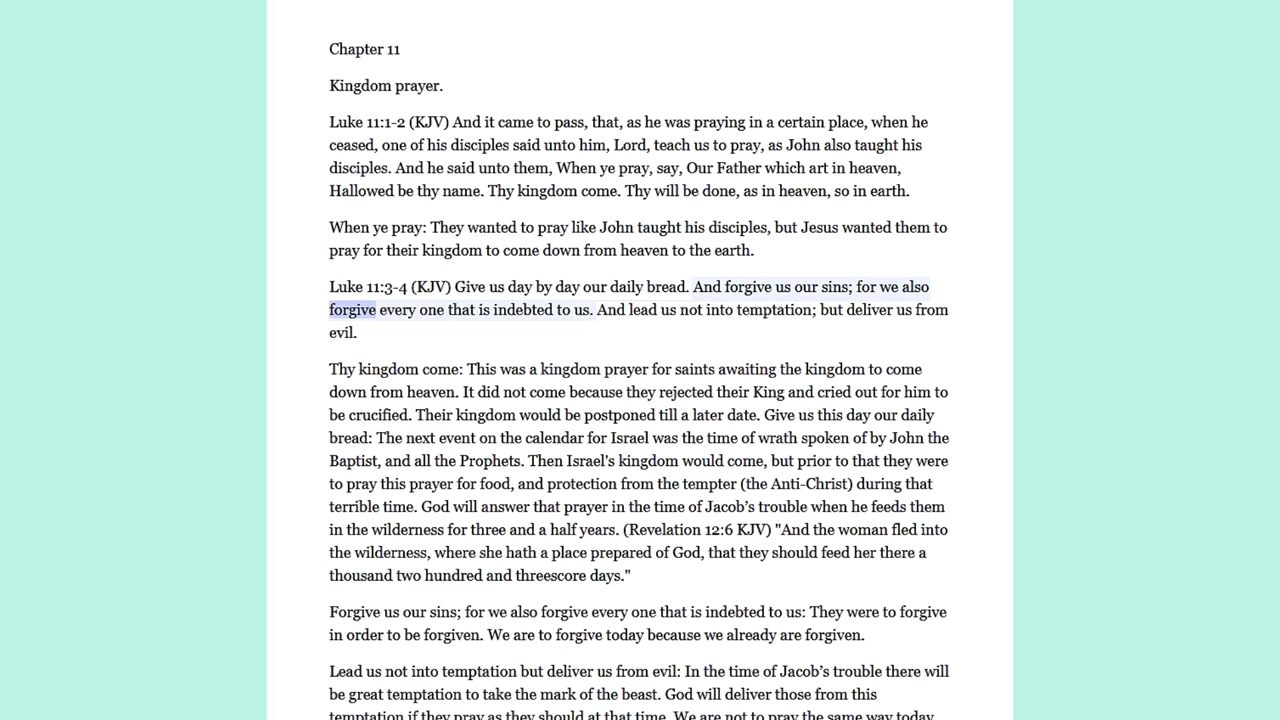 Chapter 11
Kingdom prayer.
Luke 11:1-2 (KJV) And it came to pass, that, as he was praying in a certain place, when he
ceased, one of his disciples said unto him, Lord, teach us to pray, as John also taught his
disciples. And he said unto them, When ye pray, say, Our Father which art in heaven,
Hallowed be thy name. Thy kingdom come. Thy will be done, as in heaven, so in earth.
When ye pray: They wanted to pray like John taught his disciples, but Jesus wanted them to
pray for their kingdom to come down from heaven to the earth.
Luke 11:3-4 (KJV) Give us day by day our daily bread. And forgive us our sins; for we also
forgive every one that is indebted to us. And lead us not into temptation; but deliver us from
evil.
Thy kingdom come: This was a kingdom prayer for saints awaiting the kingdom to come
down from heaven. It did not come because they rejected their King and cried out for him to
be crucified. Their kingdom would be postponed till a later date. Give us this day our daily
bread: The next event on the calendar for Israel was the time of wrath spoken of by John the
Baptist, and all the Prophets. Then Israel's kingdom would come, but prior to that they were
to pray this prayer for food, and protection from the tempter (the Anti-Christ) during that
terrible time. God will answer that prayer in the time of Jacob’s trouble when he feeds them
in the wilderness for three and a half years. (Revelation 12:6 KJV) "And the woman fled into
the wilderness, where she hath a place prepared of God, that they should feed her there a
thousand two hundred and threescore days."
Forgive us our sins; for we also forgive every one that is indebted to us: They were to forgive
in order to be forgiven. We are to forgive today because we already are forgiven.
Lead us not into temptation but deliver us from evil: In the time of Jacob’s trouble there will
be great temptation to take the mark of the beast. God will deliver those from this
temptation if they pray as they should at that time. We are not to pray the same way today